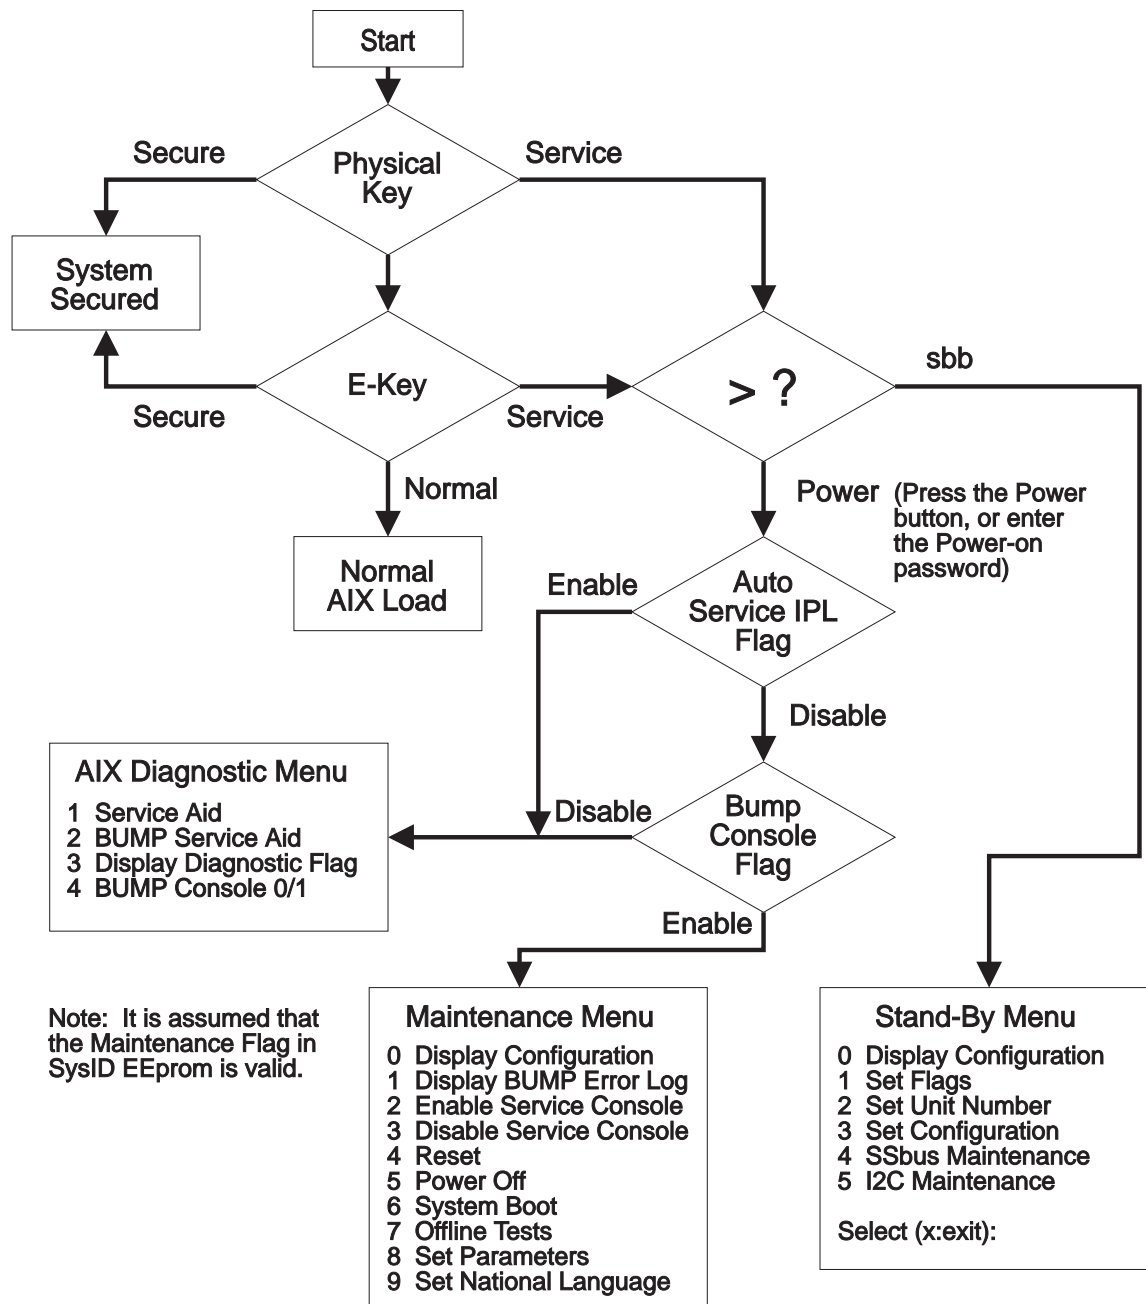 Start
Secure
Service
Physical
Key
System
Secured
E-Key
> ?
sbb
Secure
Service
Normal
Power
(Press the Power
button, or enter
the Power-on
password)
Normal
AIX Load
Enable
Auto
Service IPL
Flag
Disable
AIX Diagnostic Menu
1 Service Aid
2 BUMP Service Aid
3 Display Diagnostic Flag
4 BUMP Console 0/1
Disable
Bump
Console
Flag
Enable
Note: It is assumed that
the Maintenance Flag in
SysID EEprom is valid.
Maintenance Menu
0 Display Configuration
1 Display BUMP Error Log
2 Enable Service Console
3 Disable Service Console
4 Reset
5 Power Off
6 System Boot
7 Offline Tests
8 Set Parameters
9 Set National Language
Stand-By Menu
0 Display Configuration
1 Set Flags
2 Set Unit Number
3 Set Configuration
4 SSbus Maintenance
5 I2C Maintenance
Select (x:exit):